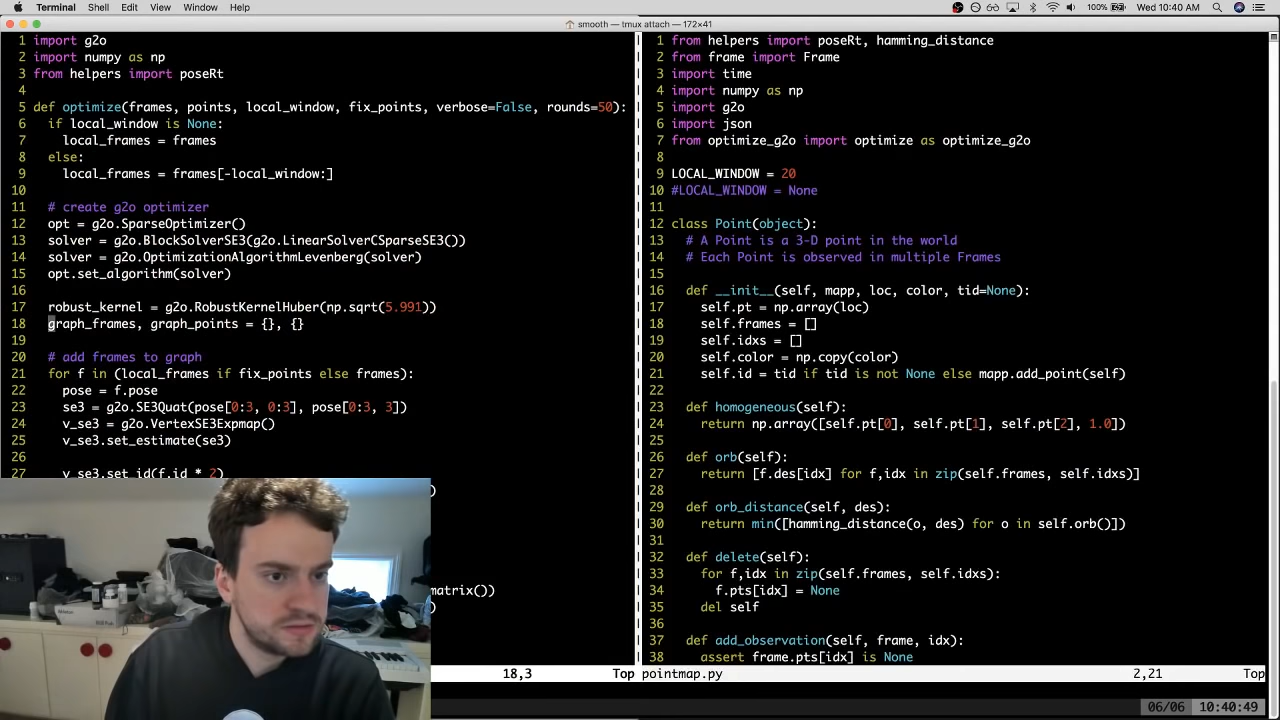 Terminal Shell Edit View Window Help
100% Wed 10:40 AM
smooth — tmux attach — 172×41
1 import g2o
2 import numpy as np
3 from helpers import poseRt
4
5 def optimize(frames, points, local_window, fix_points, verbose=False, rounds=50):
6 if local_window is None:
7 local_frames = frames
8 else:
9 local_frames = frames[-local_window:]
10
11 # create g2o optimizer
12 opt = g2o.SparseOptimizer()
13 solver = g2o.BlockSolverSE3(g2o.LinearSolverCSparseSE3())
14 solver = g2o.OptimizationAlgorithmLevenberg(solver)
15 opt.set_algorithm(solver)
16
17 robust_kernel = g2o.RobustKernelHuber(np.sqrt(5.991))
18 graph_frames, graph_points = {}, {}
19
20 # add frames to graph
21 for f in (local_frames if fix_points else frames):
22 pose = f.pose
23 se3 = g2o.SE3Quat(pose[0:3, 0:3], pose[0:3, 3])
24 v_se3 = g2o.VertexSE3Expmap()
25 v_se3.set_estimate(se3)
26
27 v_se3.set_id(f.id * 2)
)
matrix())
)
18,3 Top
1 from helpers import poseRt, hamming_distance
2 from frame import Frame
3 import time
4 import numpy as np
5 import g2o
6 import json
7 from optimize_g2o import optimize as optimize_g2o
8
9 LOCAL_WINDOW = 20
10 #LOCAL_WINDOW = None
11
12 class Point(object):
13 # A Point is a 3-D point in the world
14 # Each Point is observed in multiple Frames
15
16 def __init__(self, mapp, loc, color, tid=None):
17 self.pt = np.array(loc)
18 self.frames = []
19 self.idxs = []
20 self.color = np.copy(color)
21 self.id = tid if tid is not None else mapp.add_point(self)
22
23 def homogeneous(self):
24 return np.array([self.pt[0], self.pt[1], self.pt[2], 1.0])
25
26 def orb(self):
27 return [f.des[idx] for f,idx in zip(self.frames, self.idxs)]
28
29 def orb_distance(self, des):
30 return min([hamming_distance(o, des) for o in self.orb()])
31
32 def delete(self):
33 for f,idx in zip(self.frames, self.idxs):
34 f.pts[idx] = None
35 del self
36
37 def add_observation(self, frame, idx):
38 assert frame.pts[idx] is None
pointmap.py 2,21 Top
06/06 10:40:49